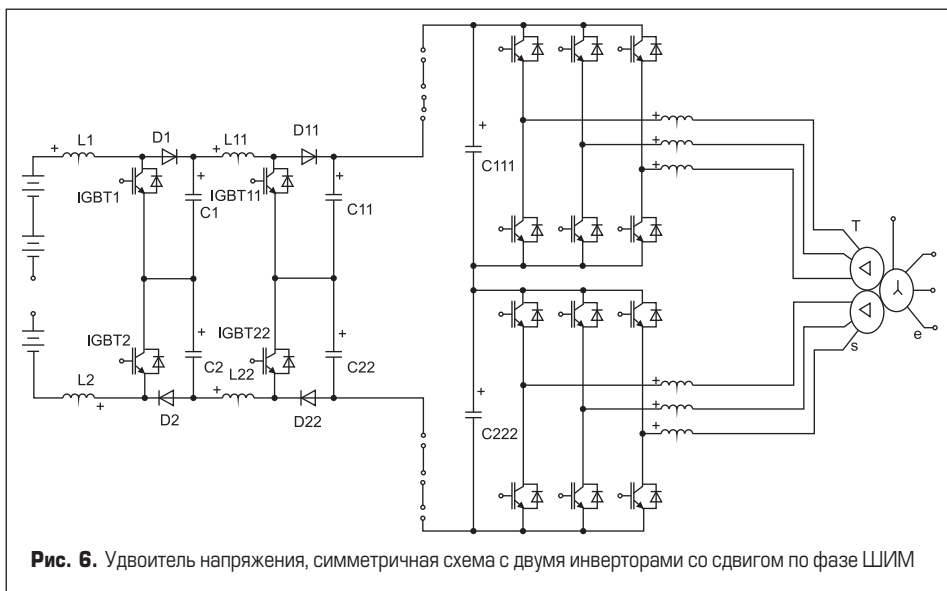 L1
D1
L11
D11
+
+
+
+
IGBT1
C1
IGBT11
C11
IGBT2
+
C2
IGBT22
+
C22
L2
+
D2
+
L22
D22
+
C111
+
C222
+
+
+
+
+
+
T
s
e
Рис. 6. Удвоитель напряжения, симметричная схема с двумя инверторами со сдвигом по фазе ШИМ